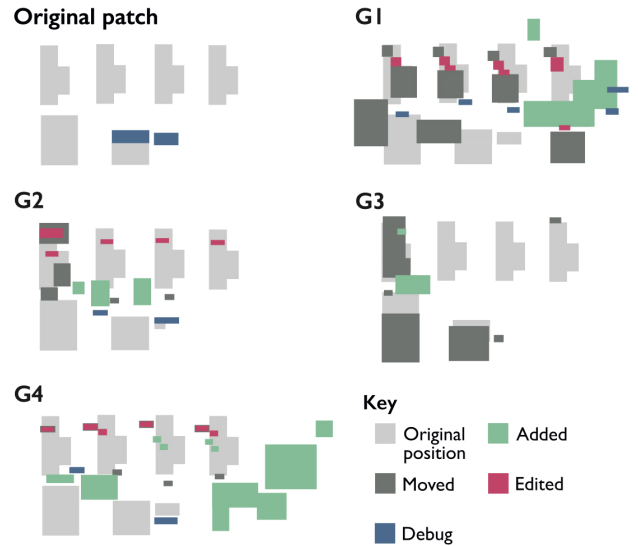 Original patch
G1
G2
G3
G4
Key
Original position
Added
Moved
Edited
Debug